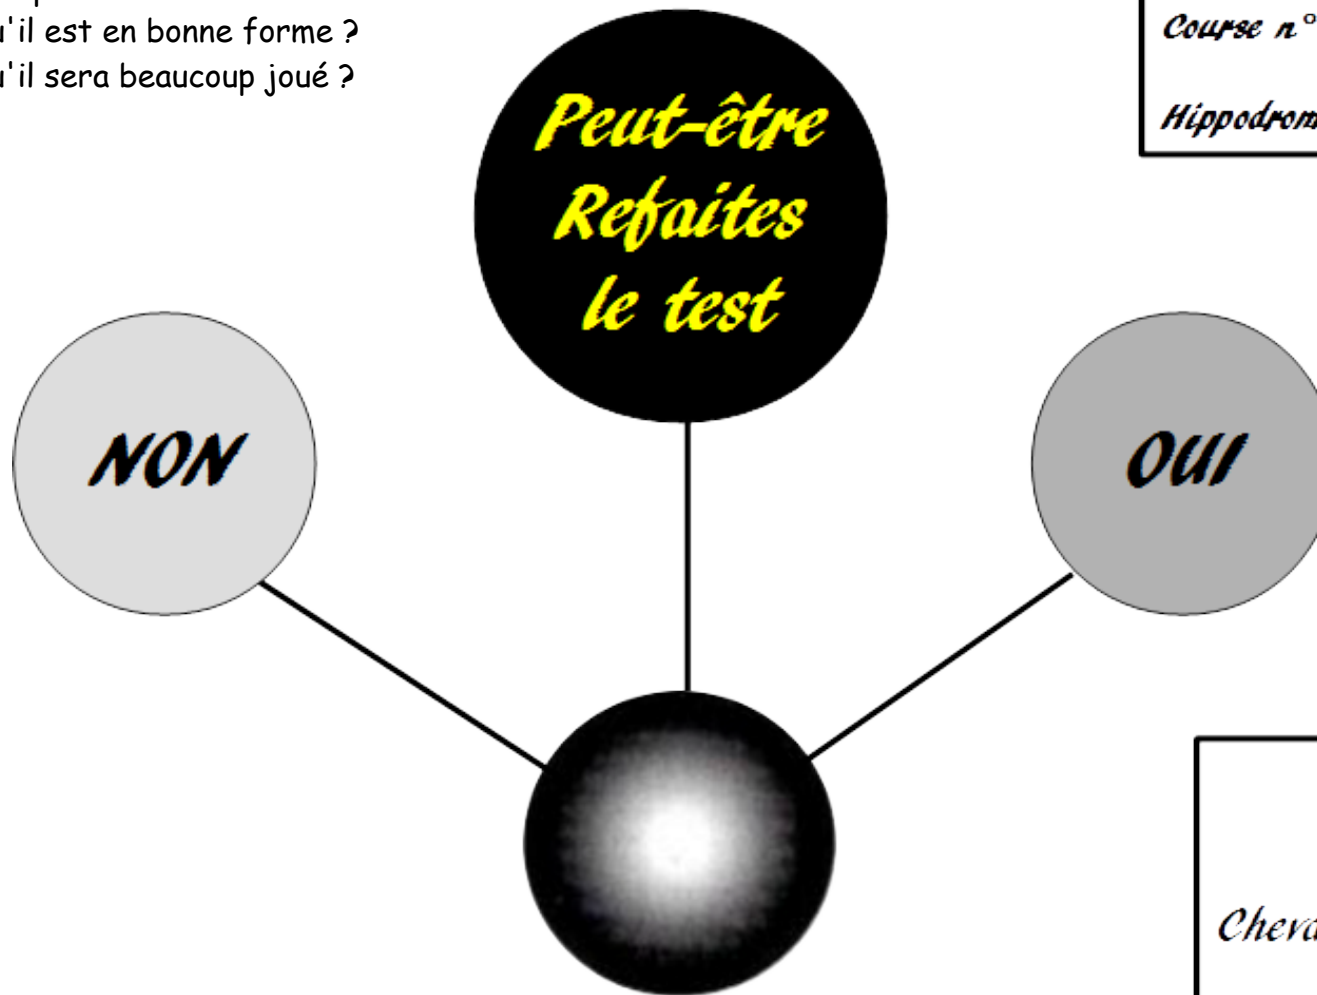 u'il est en bonne forme ?
u'il sera beaucoup joué ?
Course n°
Hippodrom
Peut-être
Refaites
le test
NON
OUI
Cheva